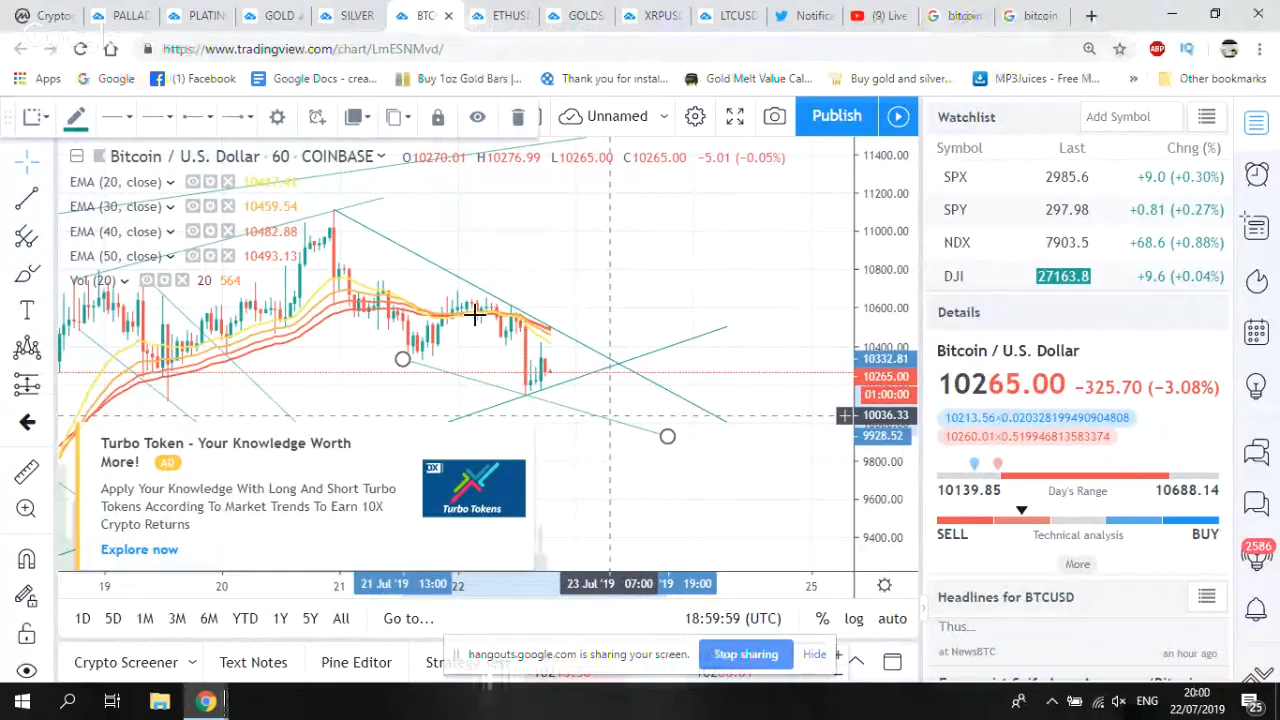 Crypto
PALLAD
PLATIN
GOLD
SILVER
BTC
ETHUSD
GOLDS
XRPUSD
LTCUSD
Notifica
(9) Live
bitcoin
bitcoin
https://www.tradingview.com/chart/LmESNMvd/
ABP
IQ
Apps
Google
(1) Facebook
Google Docs - crea...
Buy 1oz Gold Bars |...
Thank you for instal...
Gold Melt Value Cal...
Buy gold and silver...
MP3Juices - Free M...
»
Other bookmarks
Unnamed
Publish
Watchlist
Add Symbol
Symbol Last Chng (%)
SPX 2985.6 +9.0 (+0.30%)
SPY 297.98 +0.81 (+0.27%)
NDX 7903.5 +68.6 (+0.88%)
DJI 27163.8 +9.6 (+0.04%)
Bitcoin / U.S. Dollar · 60 · COINBASE
O10270.01 H10276.99 L10265.00 C10265.00 -5.01 (-0.05%)
EMA (20, close) 10417.41
EMA (30, close) 10459.54
EMA (40, close) 10482.88
EMA (50, close) 10493.13
Vol (20) 20 564
11400.00
11200.00
11000.00
10800.00
10600.00
10400.00
10332.81
10265.00
01:00:00
10036.33
9928.52
9800.00
9600.00
9400.00
Details
Bitcoin / U.S. Dollar
10265.00 -325.70 (-3.08%)
10213.56×0.020328199490904808
10260.01×0.519946813583374
10139.85 Day's Range 10688.14
SELL Technical analysis BUY
More
Headlines for BTCUSD
Thus...
at NewsBTC an hour ago
2586
Turbo Token - Your Knowledge Worth
More! AD
Apply Your Knowledge With Long And Short Turbo
Tokens According To Market Trends To Earn 10X
Crypto Returns
Explore now
DX
Turbo Tokens
19 20 21 Jul '19 13:00 22 23 Jul '19 07:00 '19 19:00 25
1D 5D 1M 3M 6M YTD 1Y 5Y All Go to...
18:59:59 (UTC) % log auto
hangouts.google.com is sharing your screen. Stop sharing Hide
Crypto Screener Text Notes Pine Editor
ENG
20:00
22/07/2019
25